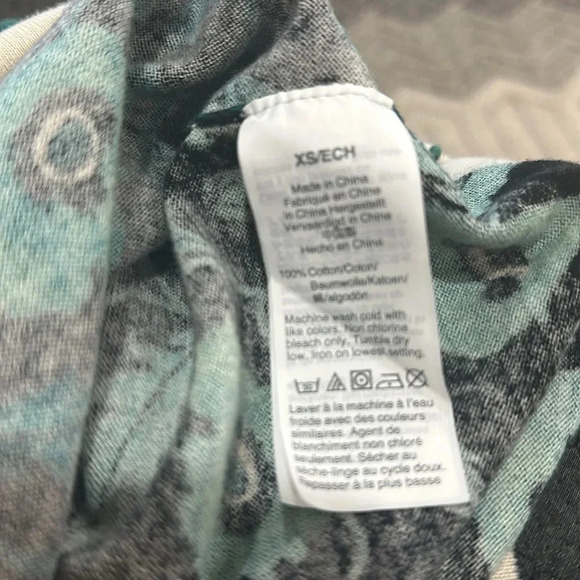 XS/ECH
Made in China
Fabriqué en Chine
In China Hergestellt
Vervaardigd in China
Hecho en China
100% Cotton/Coton/
Baumwolle/Katoen/
/algodón
Machine wash cold with
like colors. Non chlorine
bleach only. Tumble dry
low. Iron on lowest setting.
Laver à la machine à l'eau
froide avec des couleurs
similaires. Agent de
blanchiment non chloré
seulement. Sécher au
sèche-linge au cycle doux.
Repasser à la plus basse